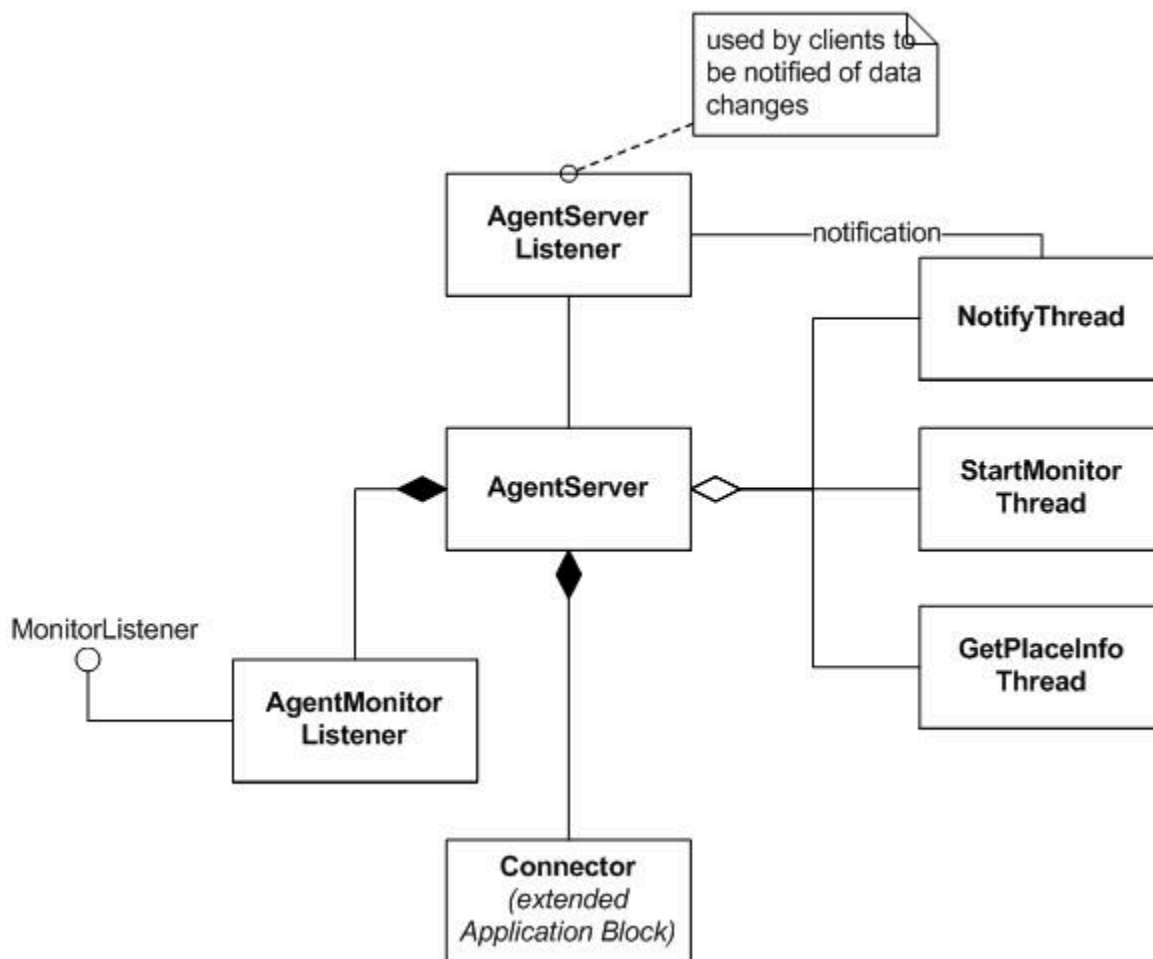 used by clients to
be notified of data
changes
AgentServer
Listener
notification
NotifyThread
AgentServer
StartMonitor
Thread
MonitorListener
GetPlaceInfo
Thread
AgentMonitor
Listener
Connector
(extended
Application Block)